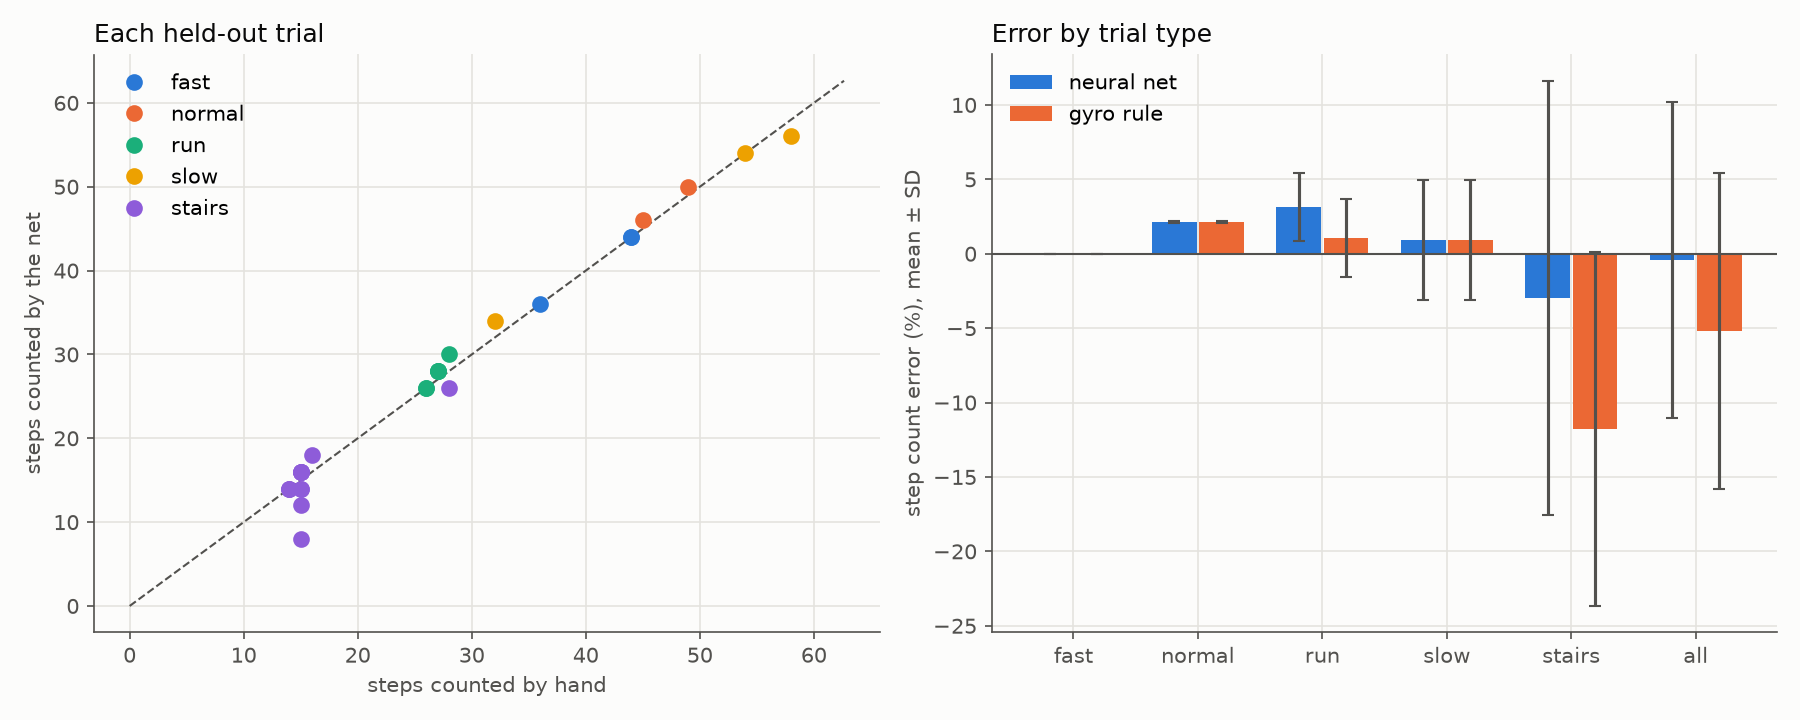 Each held-out trial
fast
normal
run
slow
stairs
steps counted by the net
60
50
40
30
20
10
0
0 10 20 30 40 50 60
steps counted by hand
Error by trial type
neural net
gyro rule
step count error (%), mean ± SD
10
5
0
−5
−10
−15
−20
−25
fast normal run slow stairs all